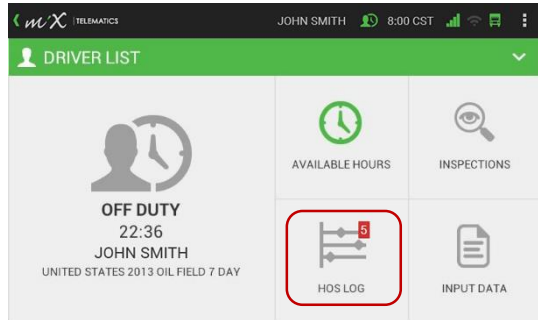 miX TELEMATICS
JOHN SMITH 8:00 CST
DRIVER LIST
OFF DUTY
22:36
JOHN SMITH
UNITED STATES 2013 OIL FIELD 7 DAY
AVAILABLE HOURS
INSPECTIONS
5
HOS LOG
INPUT DATA